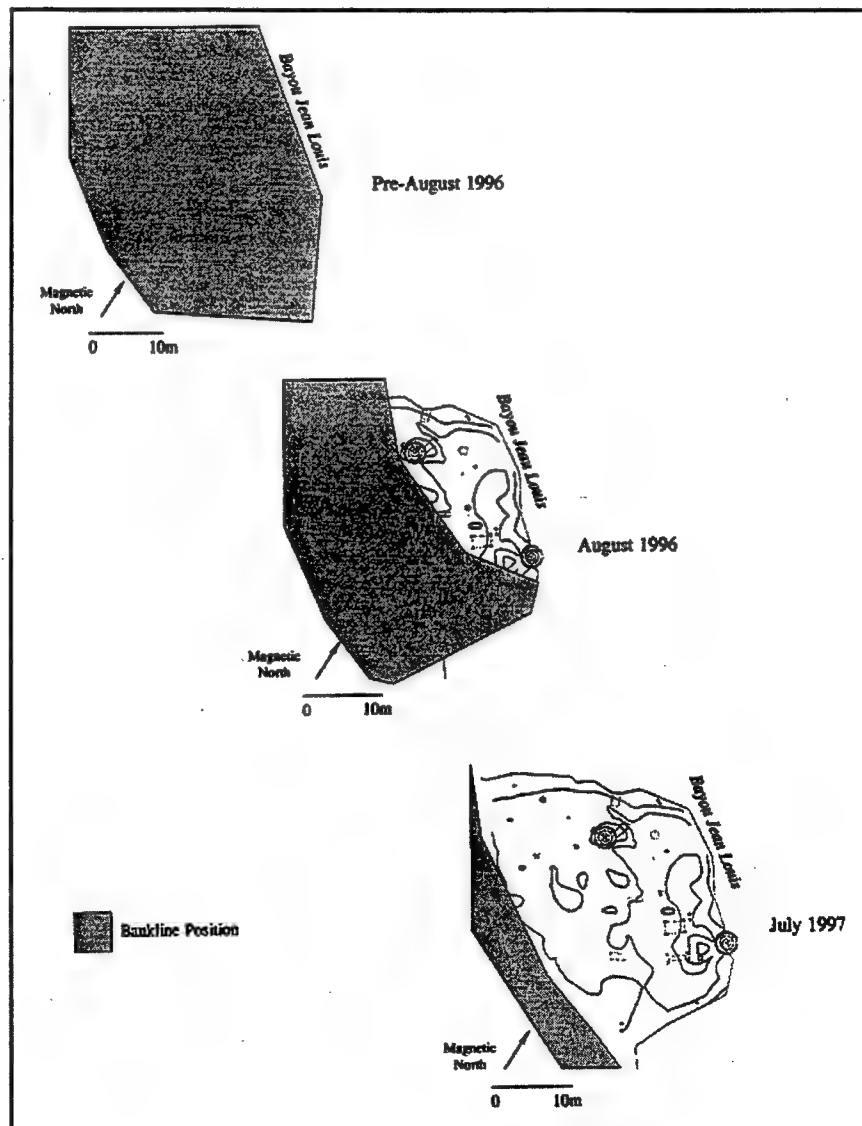 Bayou Jean Louis
Pre-August 1996
Magnetic
North
0 10m
Bayou Jean Louis
August 1996
Magnetic
North
0 10m
Bayou Jean Louis
July 1997
Bankline Position
Magnetic
North
0 10m